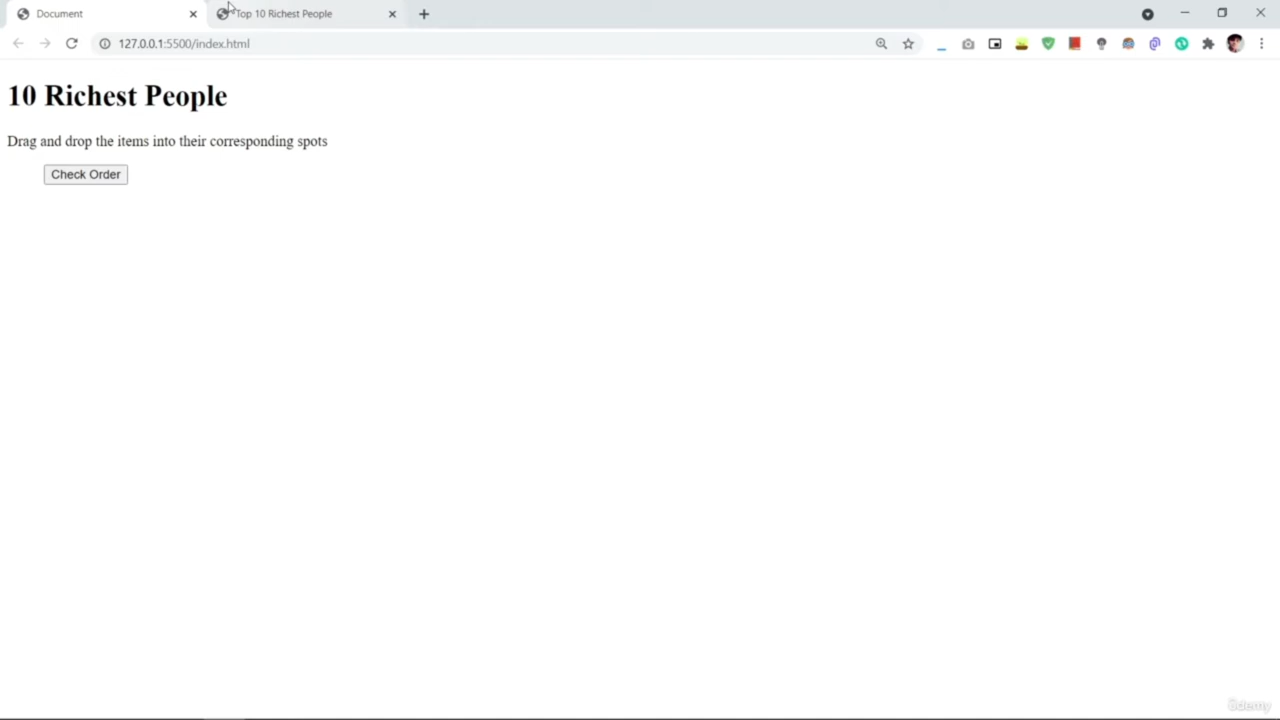 Document
Top 10 Richest People
127.0.0.1:5500/index.html
10 Richest People
Drag and drop the items into their corresponding spots
Check Order
ûdemy